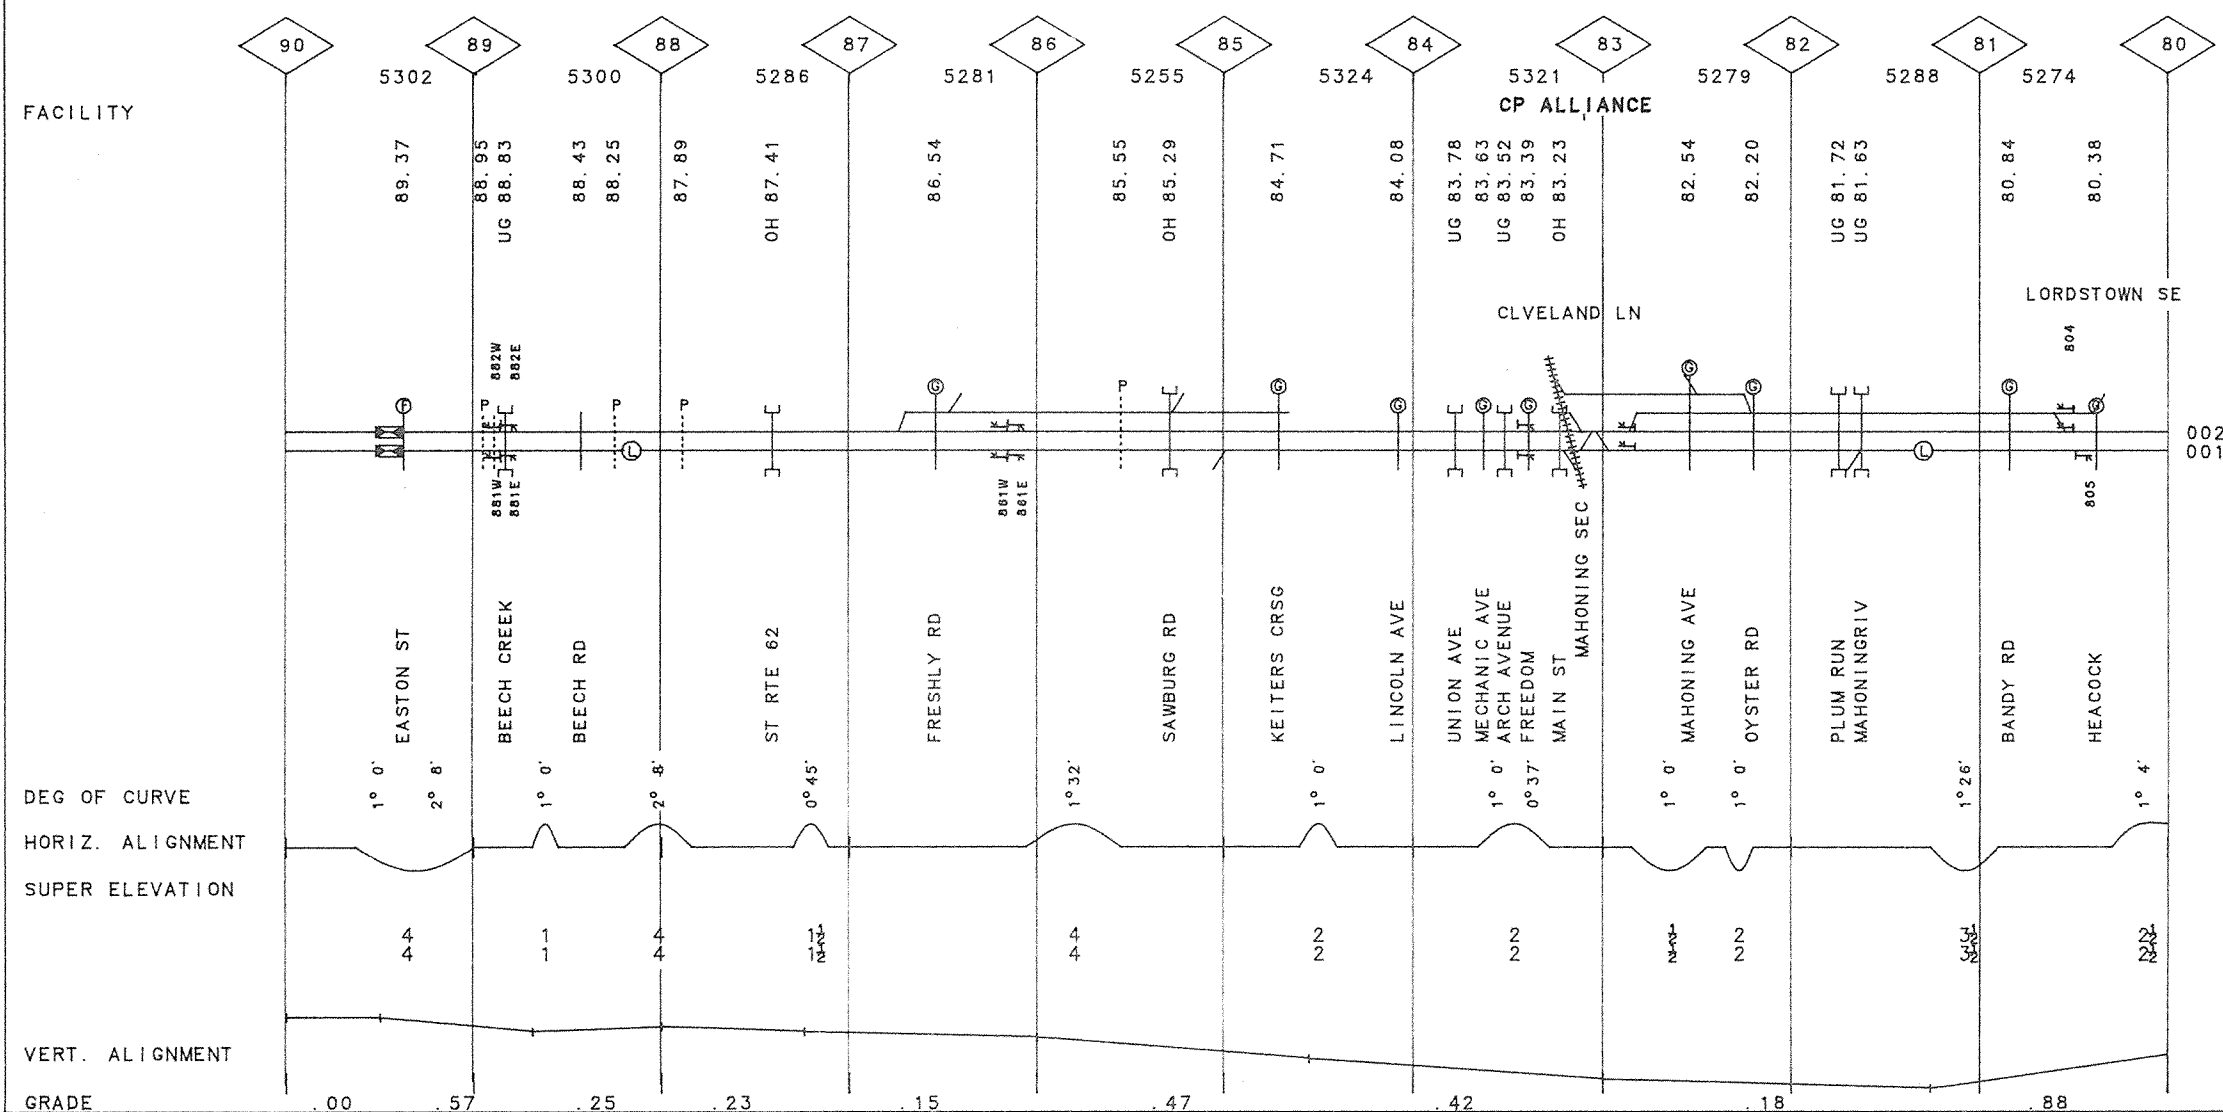 90 89 88 87 86 85 84 83 82 81 80
5302 5300 5286 5281 5255 5324 5321 5279 5288 5274
CP ALLIANCE
FACILITY
89.37
88.95
UG 88.83
88.43
88.25
87.89
OH 87.41
86.54
85.55
OH 85.29
84.71
84.08
UG 83.78
83.63
UG 83.52
83.39
OH 83.23
82.54
82.20
UG 81.72
UG 81.63
80.84
80.38
LORDSTOWN SE
CLVELAND LN
804
882W
882E
F P P P G P G G G G G G G G
L L
002
001
881W
881E
861W
861E
805
MAHONING SEC
EASTON ST
BEECH CREEK
BEECH RD
ST RTE 62
FRESHLY RD
SAWBURG RD
KEITERS CRSG
LINCOLN AVE
UNION AVE
MECHANIC AVE
ARCH AVENUE
FREEDOM
MAIN ST
MAHONING AVE
OYSTER RD
PLUM RUN
MAHONINGRIV
BANDY RD
HEACOCK
DEG OF CURVE
1° 0'
2° 8'
1° 0'
2° 8'
0°45'
1°32'
1° 0'
1° 0'
0°37'
1° 0'
1° 0'
1°26'
1° 4'
HORIZ. ALIGNMENT
SUPER ELEVATION
4 1 4 1½ 4 2 2 ½ 2 3½ 2½
4 1 4 1½ 4 2 2 2 3½ 2½
VERT. ALIGNMENT
GRADE .00 .57 .25 .23 .15 .47 .42 .18 .88